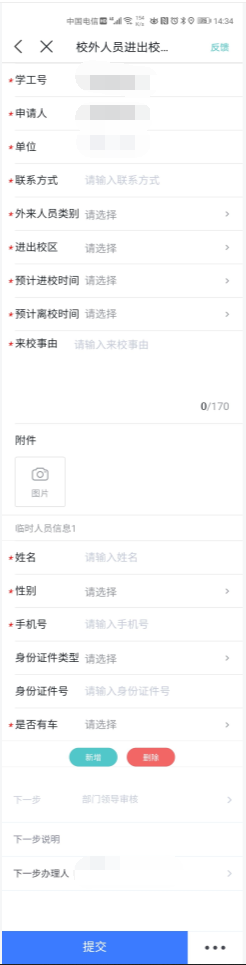 中国电信 14:34
校外人员进出校... 反馈
*学工号
*申请人
*单位
*联系方式 请输入联系方式
*外来人员类别 请选择
*进出校区 请选择
*预计进校时间 请选择
*预计离校时间 请选择
*来校事由 请输入来校事由
0/170
附件
图片
临时人员信息1
*姓名 请输入姓名
*性别 请选择
*手机号 请输入手机号
身份证件类型 请选择
身份证件号 请输入身份证件号
*是否有车 请选择
新增 删除
下一步 部门领导审核
下一步说明
下一步办理人
提交